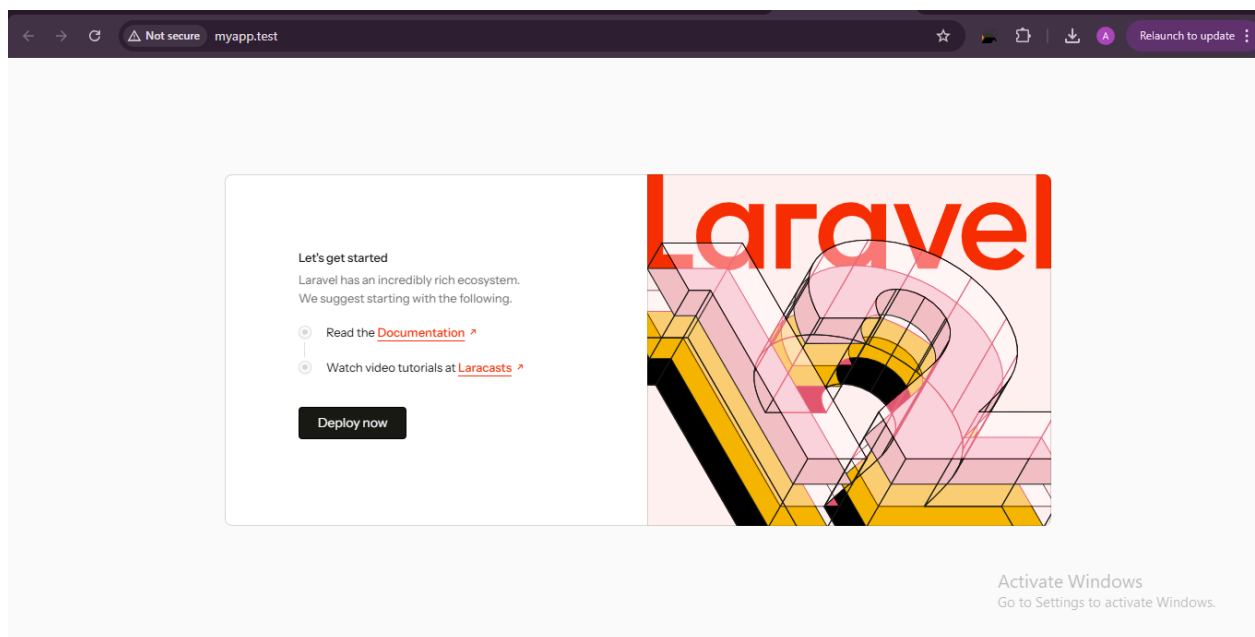 Not secure
myapp.test
A
Relaunch to update
Let's get started
Laravel has an incredibly rich ecosystem.
We suggest starting with the following.
Read the Documentation
Watch video tutorials at Laracasts
Deploy now
Laravel
Activate Windows
Go to Settings to activate Windows.